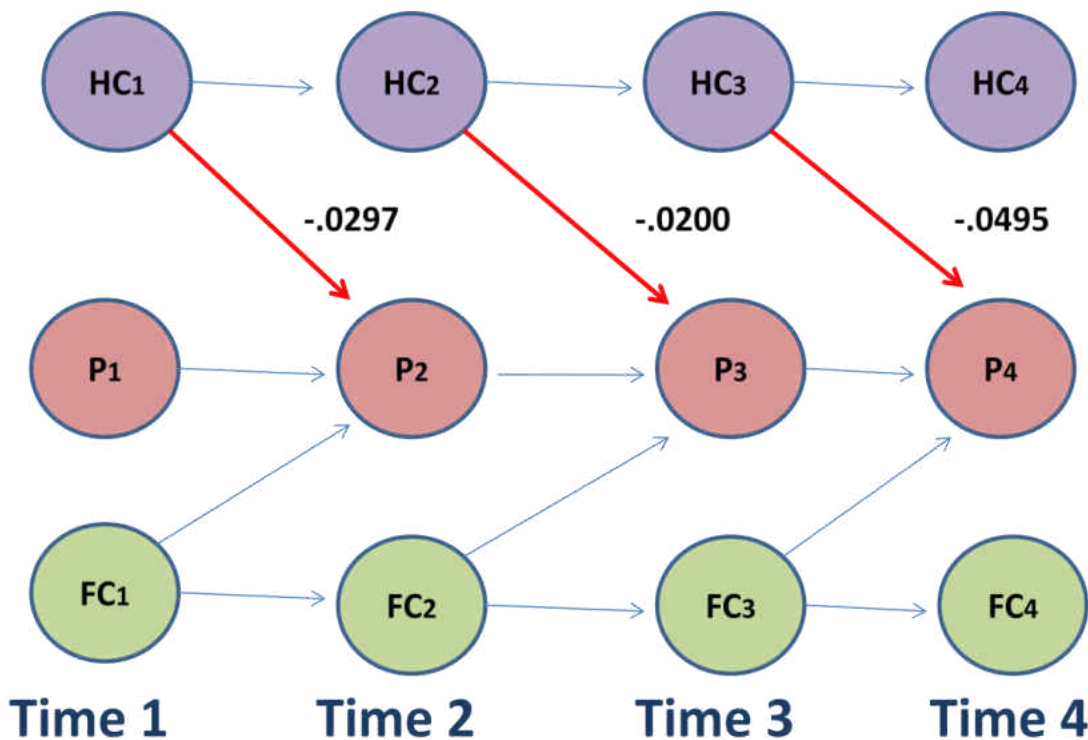 HC1 HC2 HC3 HC4
-.0297 -.0200 -.0495
P1 P2 P3 P4
FC1 FC2 FC3 FC4
Time 1 Time 2 Time 3 Time 4